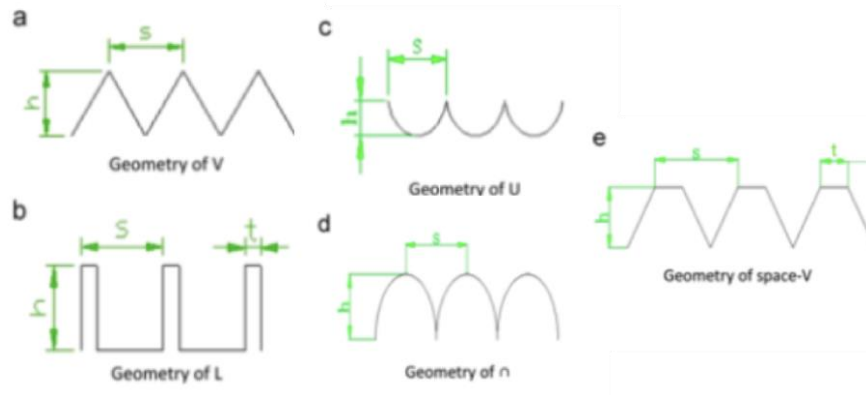 a
s
h
Geometry of V
b
s
t
h
Geometry of L
c
s
h
Geometry of U
d
s
h
Geometry of ∩
e
s
t
h
Geometry of space-V